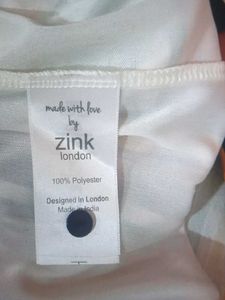 made with love
by
zink
london
100% Polyester
Designed in London
Made in India